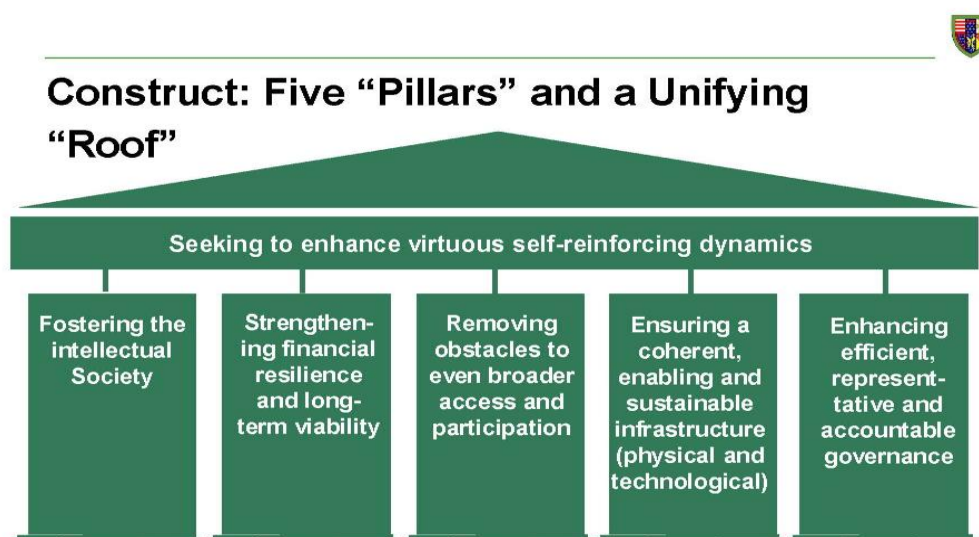 Construct: Five “Pillars” and a Unifying
“Roof”
Seeking to enhance virtuous self-reinforcing dynamics
Fostering the
intellectual
Society
Strengthen-
ing financial
resilience
and long-
term viability
Removing
obstacles to
even broader
access and
participation
Ensuring a
coherent,
enabling and
sustainable
infrastructure
(physical and
technological)
Enhancing
efficient,
represent-
tative and
accountable
governance